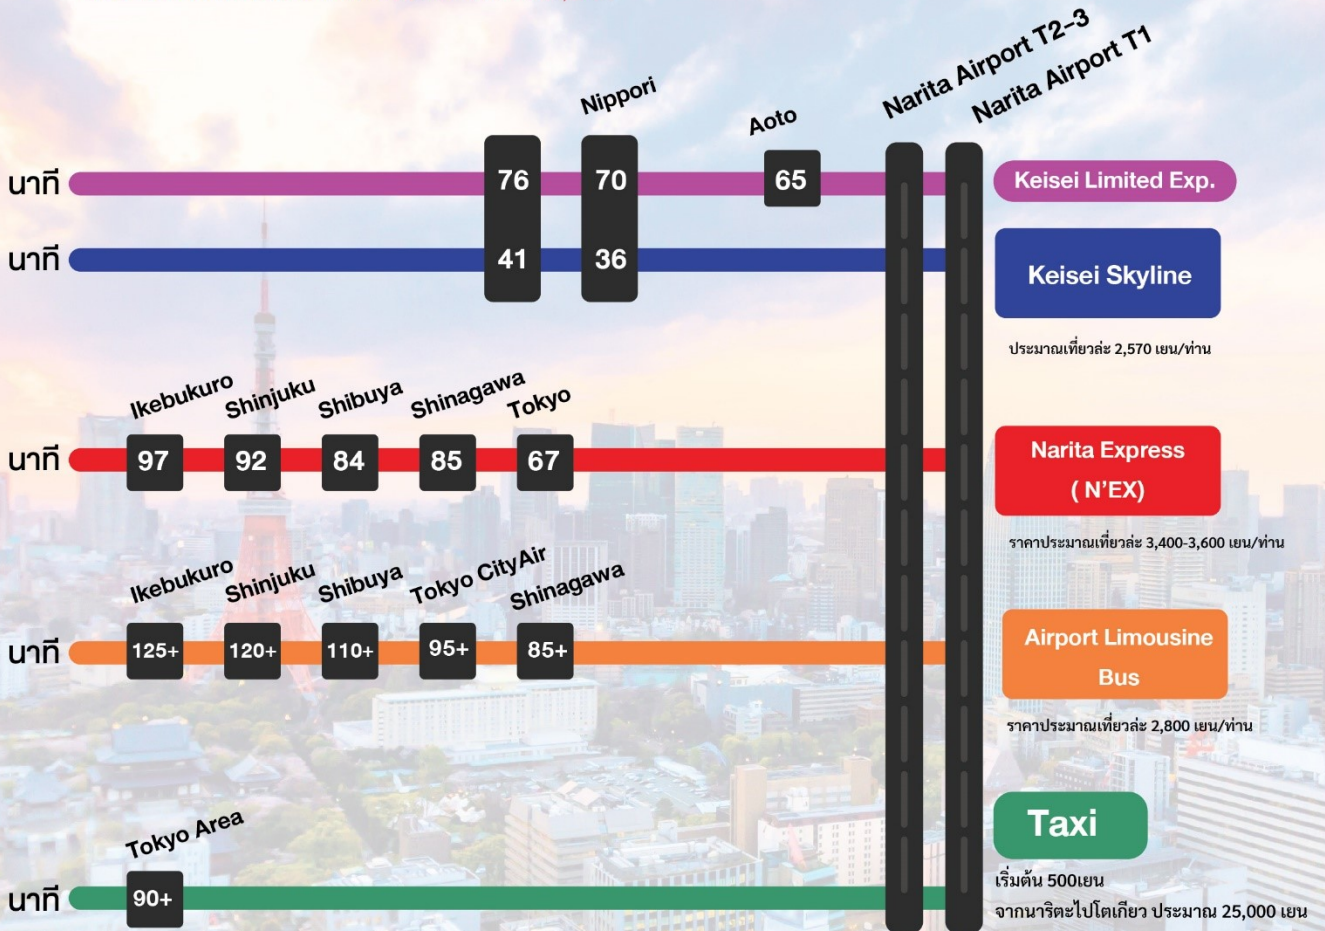 Nippori
Aoto
Narita Airport T2-3
Narita Airport T1
นาที
76
70
65
Keisei Limited Exp.
นาที
41
36
Keisei Skyline
ประมาณเที่ยวล่ะ 2,570 เยน/ท่าน
Ikebukuro
Shinjuku
Shibuya
Shinagawa
Tokyo
นาที
97
92
84
85
67
Narita Express
( N'EX)
ราคาประมาณเที่ยวล่ะ 3,400-3,600 เยน/ท่าน
Ikebukuro
Shinjuku
Shibuya
Tokyo CityAir
Shinagawa
นาที
125+
120+
110+
95+
85+
Airport Limousine
Bus
ราคาประมาณเที่ยวล่ะ 2,800 เยน/ท่าน
Tokyo Area
นาที
90+
Taxi
เริ่มต้น 500เยน
จากนาริตะไปโตเกียว ประมาณ 25,000 เยน